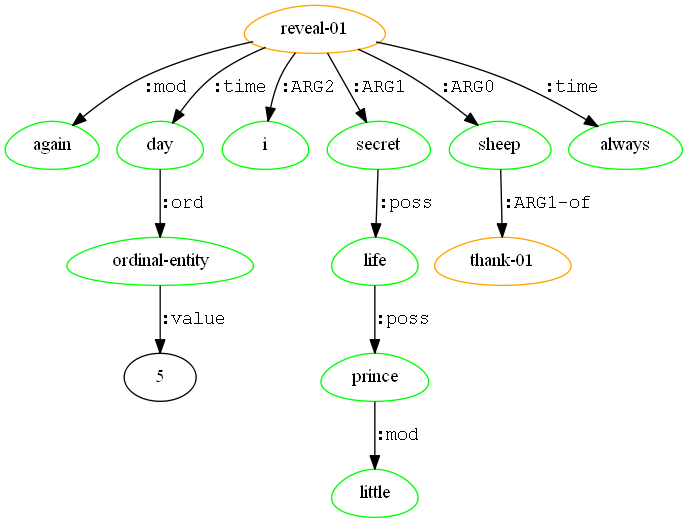 reveal-01
:mod :time :ARG2 :ARG1 :ARG0 :time
again day i secret sheep always
:ord :poss :ARG1-of
ordinal-entity life thank-01
:value :poss
5 prince
:mod
little